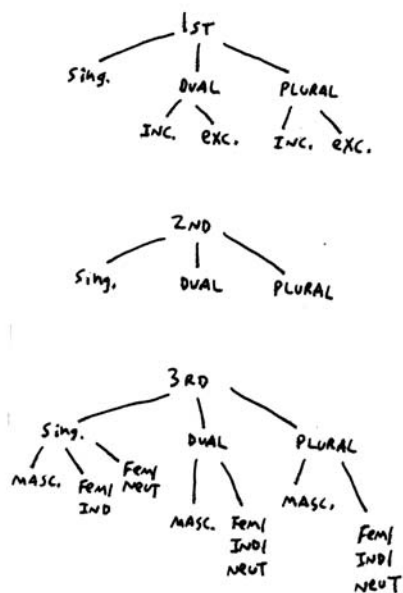 1ST
Sing. DUAL PLURAL
INC. EXC. INC. EXC.
2ND
Sing. DUAL PLURAL
3RD
Sing. DUAL PLURAL
MASC. Fem/ IND Fem/ NEUT
MASC. Fem/ IND/ NEUT
MASC. Fem/ IND/ NEUT